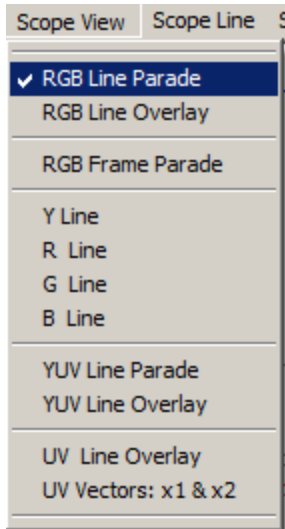 Scope View Scope Line
RGB Line Parade
RGB Line Overlay
RGB Frame Parade
Y Line
R Line
G Line
B Line
YUV Line Parade
YUV Line Overlay
UV Line Overlay
UV Vectors: x1 & x2